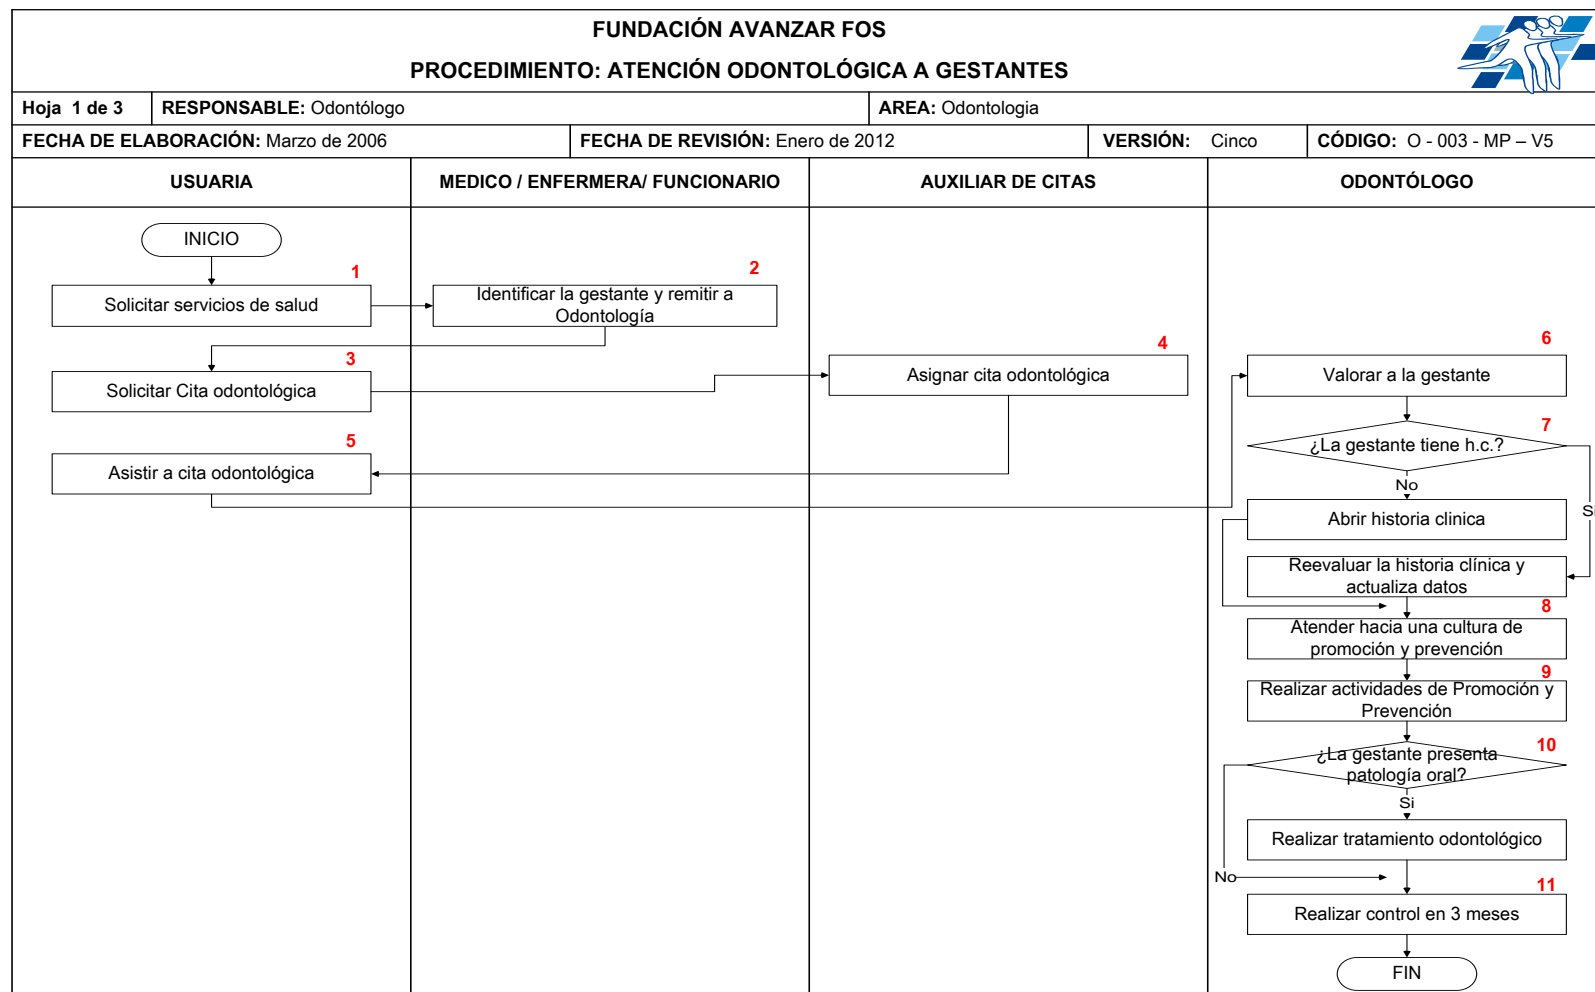 FUNDACIÓN AVANZAR FOS
PROCEDIMIENTO: ATENCIÓN ODONTOLÓGICA A GESTANTES
Hoja 1 de 3 RESPONSABLE: Odontólogo AREA: Odontologia
FECHA DE ELABORACIÓN: Marzo de 2006 FECHA DE REVISIÓN: Enero de 2012 VERSIÓN: Cinco CÓDIGO: O - 003 - MP – V5
USUARIA MEDICO / ENFERMERA/ FUNCIONARIO AUXILIAR DE CITAS ODONTÓLOGO
INICIO
1
Solicitar servicios de salud
2
Identificar la gestante y remitir a
Odontología
3
Solicitar Cita odontológica
4
Asignar cita odontológica
5
Asistir a cita odontológica
6
Valorar a la gestante
7
¿La gestante tiene h.c.?
No
Si
Abrir historia clinica
Reevaluar la historia clínica y
actualiza datos
8
Atender hacia una cultura de
promoción y prevención
9
Realizar actividades de Promoción y
Prevención
10
¿La gestante presenta
patología oral?
Si
Realizar tratamiento odontológico
No
11
Realizar control en 3 meses
FIN